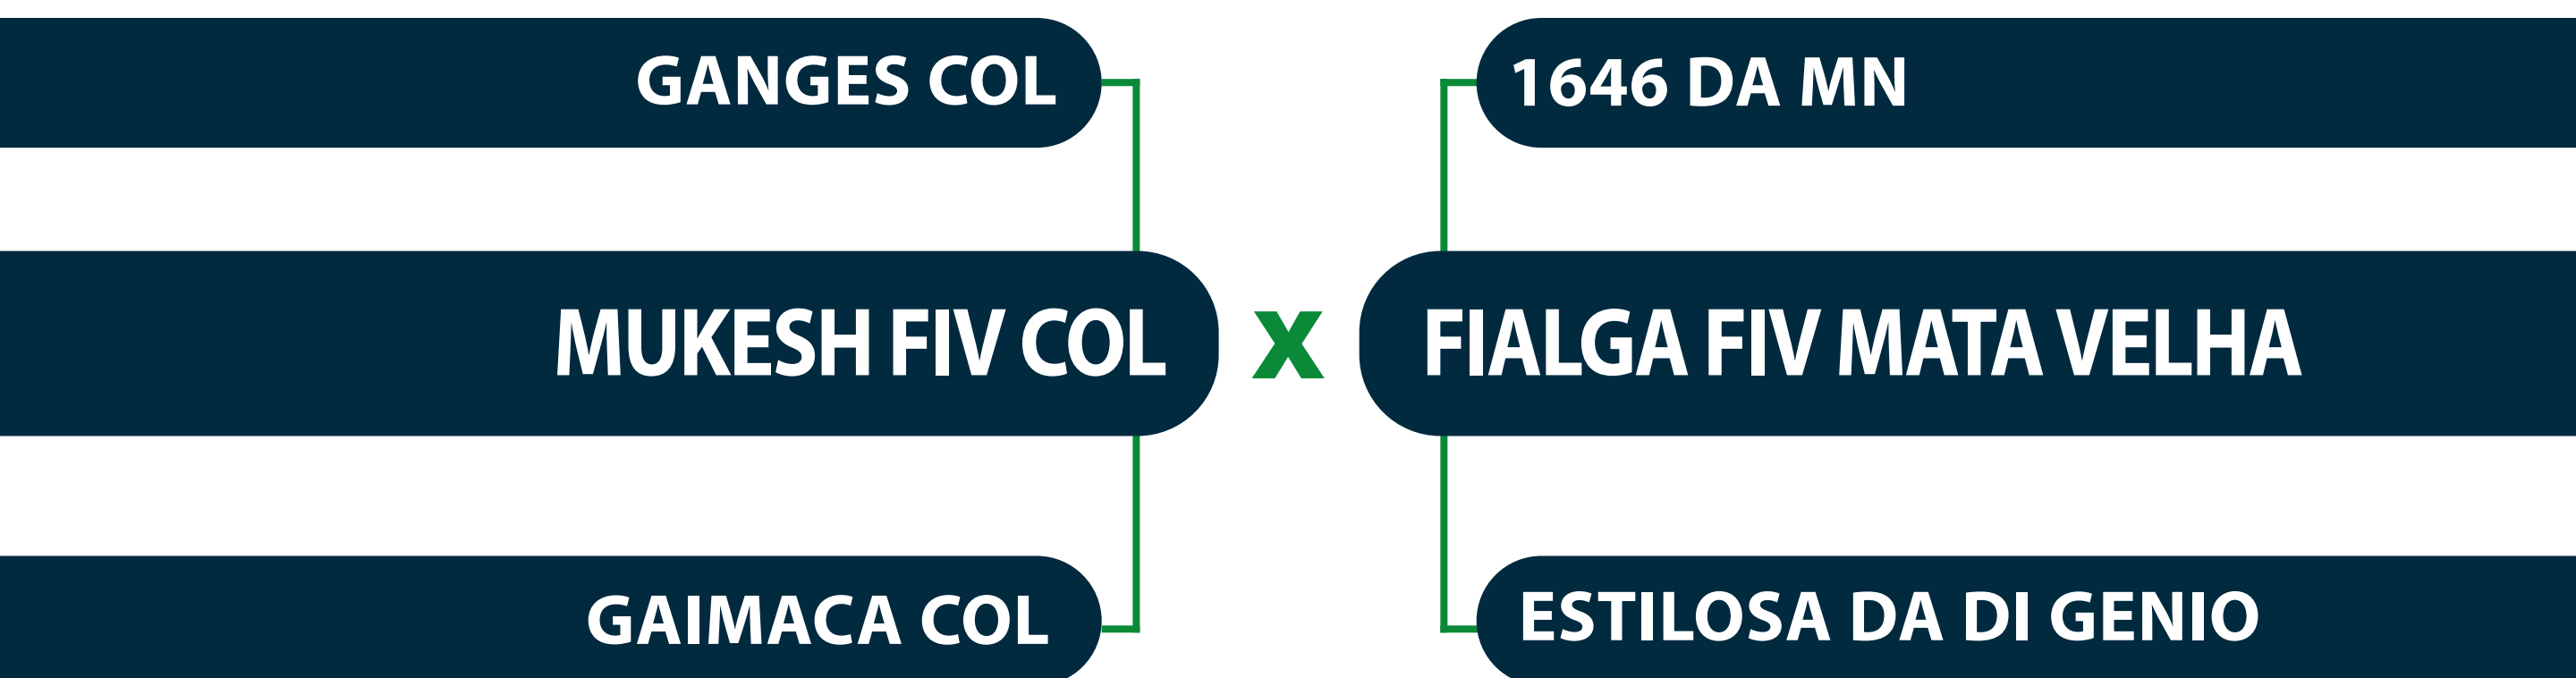 GANGES COL
1646 DA MN
MUKESH FIV COL
X
FIALGA FIV MATA VELHA
GAIMACA COL
ESTILOSA DA DI GENIO